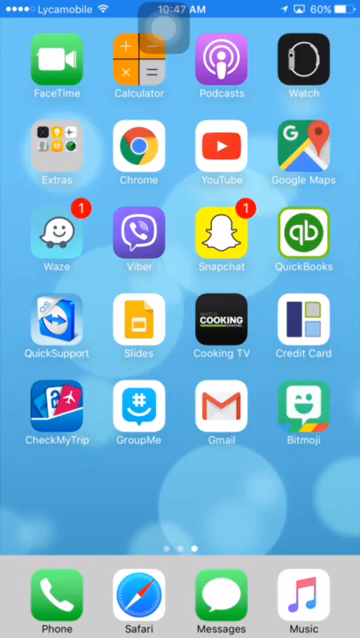 Lycamobile 10:47 AM 60%
FaceTime Calculator Podcasts Watch
Extras Chrome YouTube Google Maps
1 1
Waze Viber Snapchat QuickBooks
qb
QuickSupport Slides Cooking TV Credit Card
COOKING
CheckMyTrip GroupMe Gmail Bitmoji
Phone Safari Messages Music